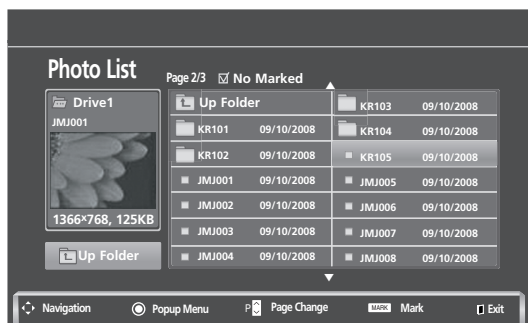 Photo List
Page 2/3 No Marked
Drive1
JMJ001
1366×768, 125KB
Up Folder
Up Folder
KR101 09/10/2008
KR102 09/10/2008
JMJ001 09/10/2008
JMJ002 09/10/2008
JMJ003 09/10/2008
JMJ004 09/10/2008
KR103 09/10/2008
KR104 09/10/2008
KR105 09/10/2008
JMJ005 09/10/2008
JMJ006 09/10/2008
JMJ007 09/10/2008
JMJ008 09/10/2008
Navigation Popup Menu P Page Change MARK Mark Exit